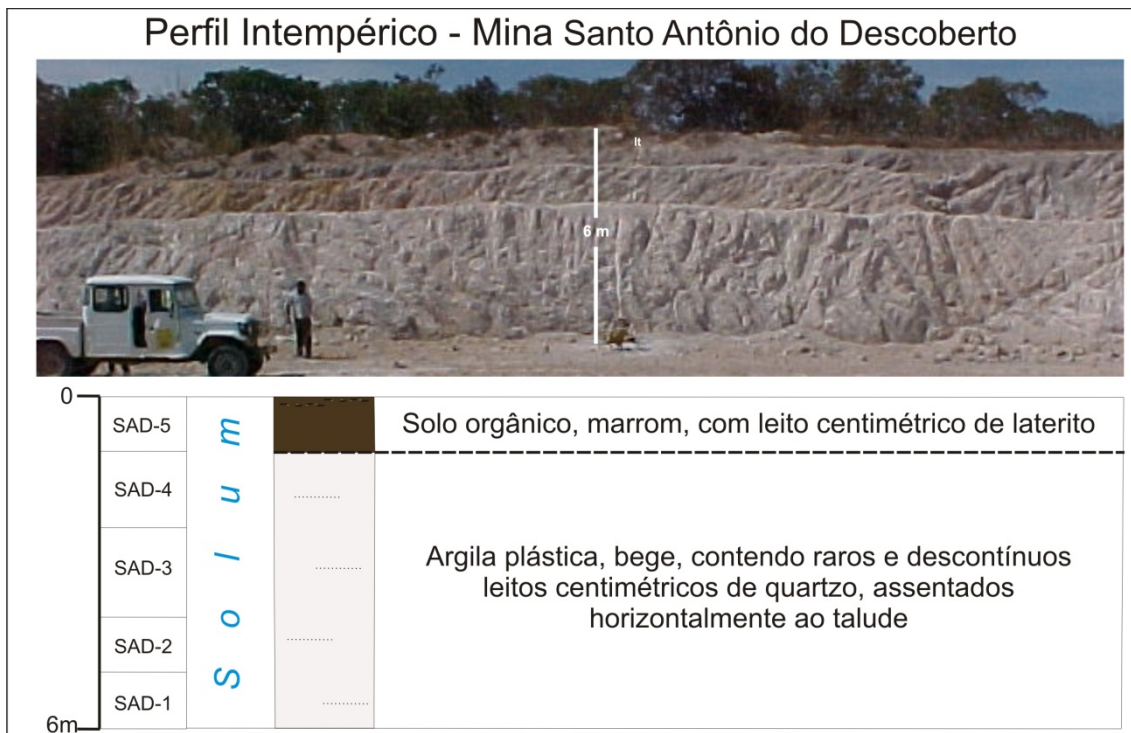 Perfil Intempérico - Mina Santo Antônio do Descoberto
lt
6 m
0
SAD-5
SAD-4
SAD-3
SAD-2
SAD-1
6m
Solum
Solo orgânico, marrom, com leito centimétrico de laterito
Argila plástica, bege, contendo raros e descontínuos
leitos centimétricos de quartzo, assentados
horizontalmente ao talude